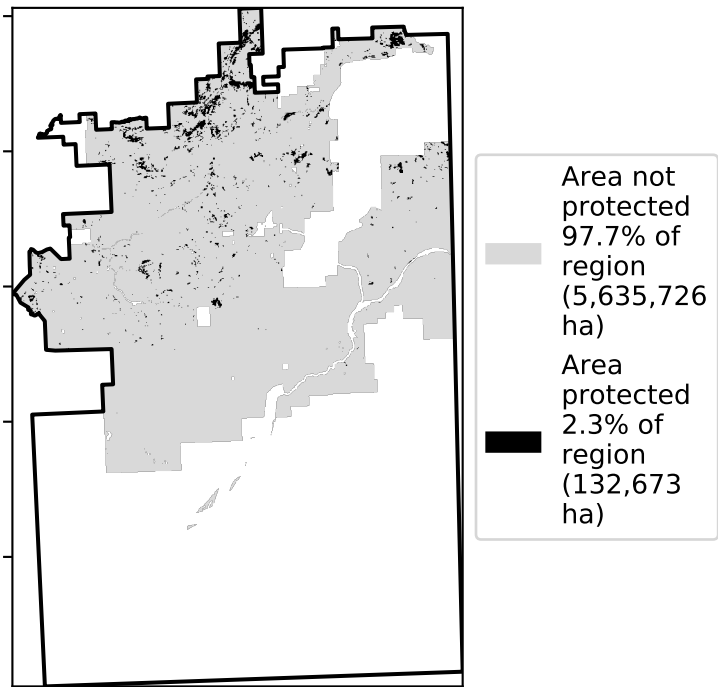 Area not
protected
97.7% of
region
(5,635,726
ha)
Area
protected
2.3% of
region
(132,673
ha)